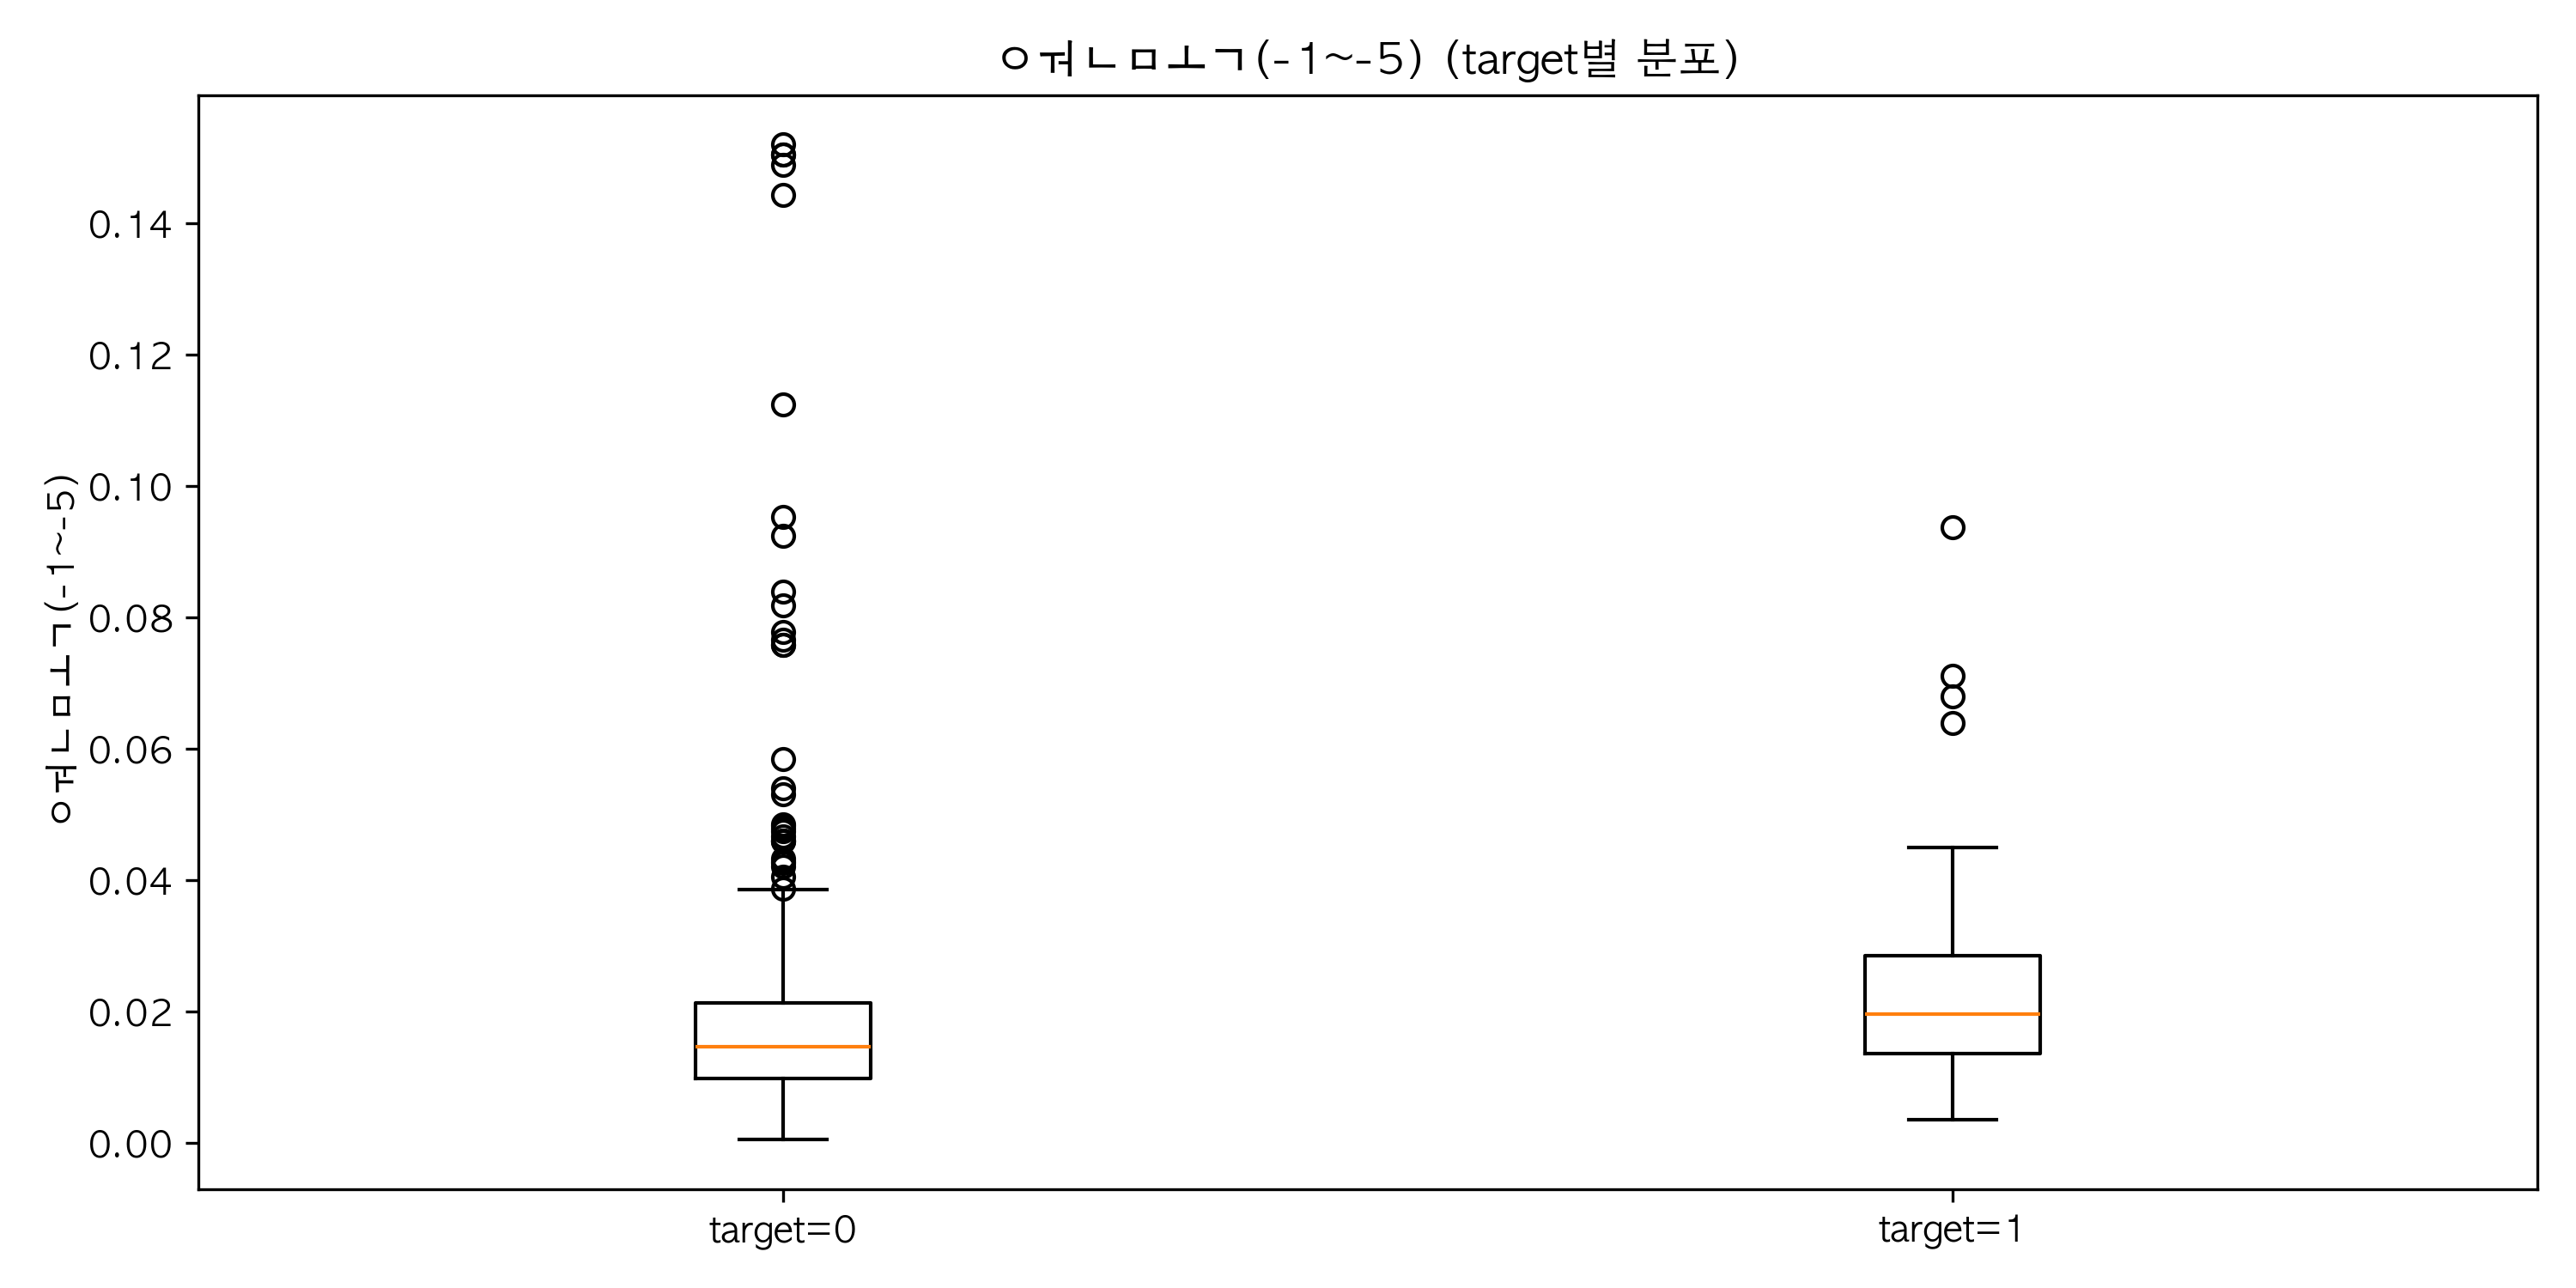 ㅇㅝㄴㅁㅗㄱ(-1~-5) (target별 분포)
ㅇㅝㄴㅁㅗㄱ(-1~-5)
0.14
0.12
0.10
0.08
0.06
0.04
0.02
0.00
target=0
target=1